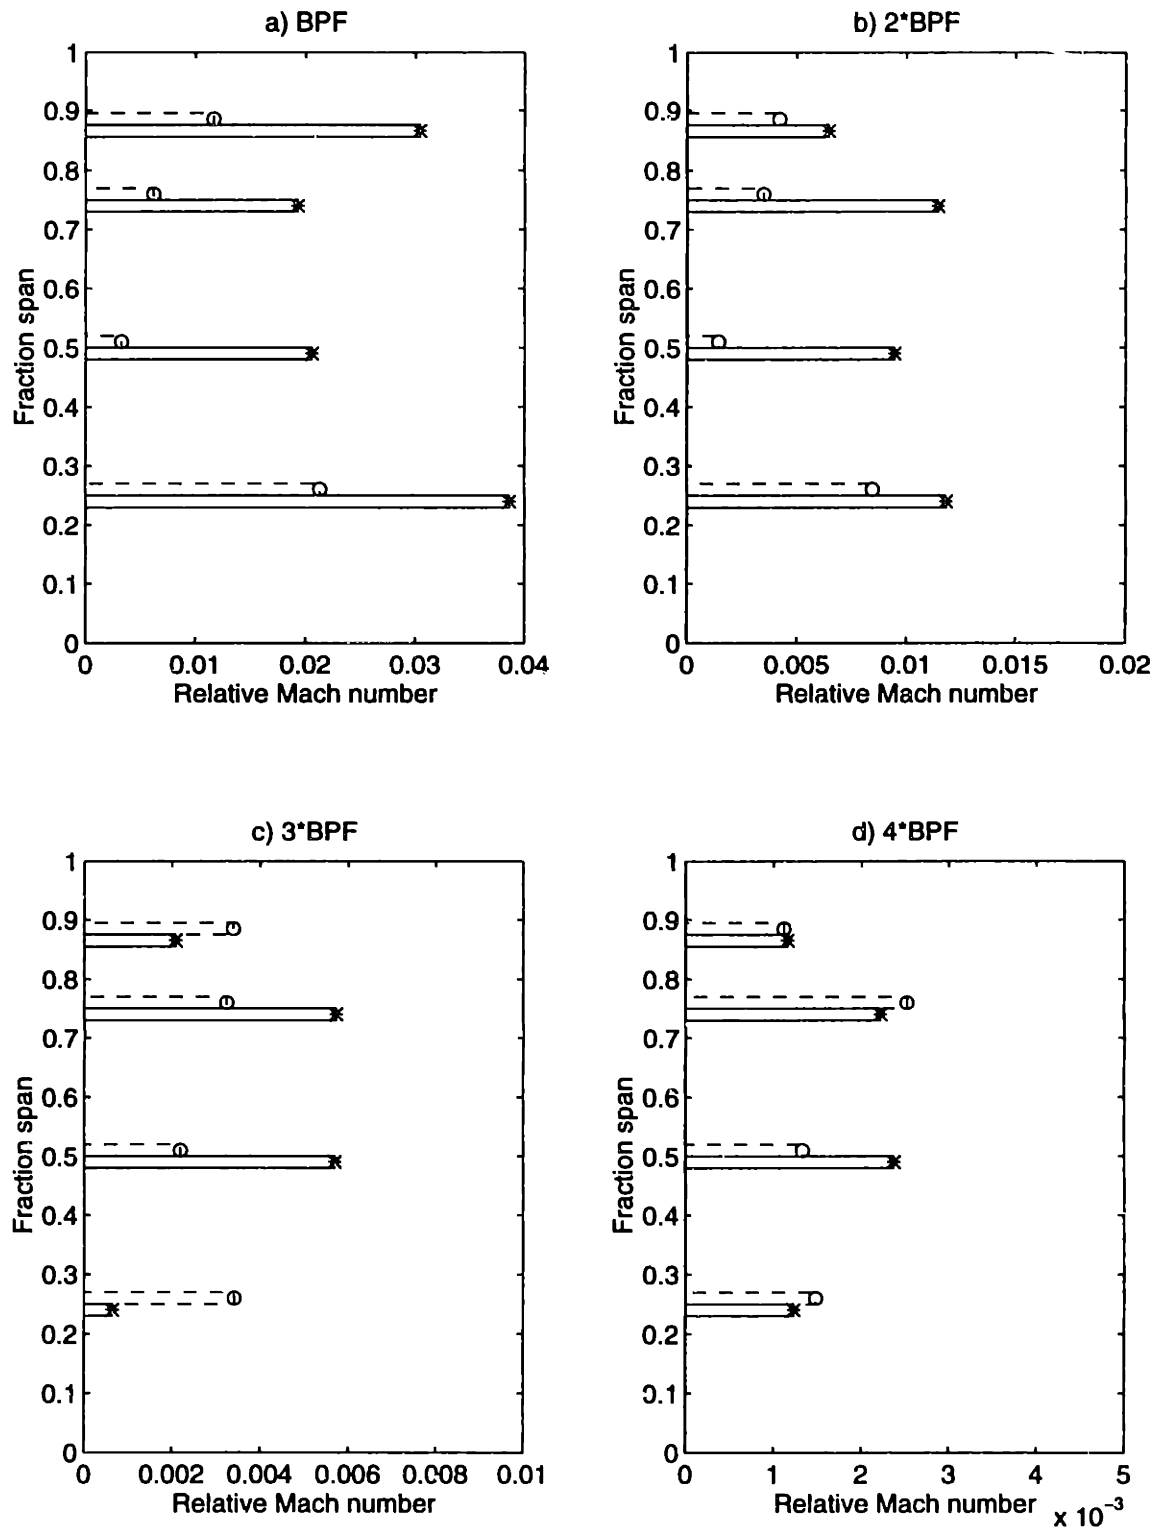 a) BPF
1
0.9
0.8
0.7
0.6
0.5
0.4
0.3
0.2
0.1
0
Fraction span
0 0.01 0.02 0.03 0.04
Relative Mach number
b) 2*BPF
1
0.9
0.8
0.7
0.6
0.5
0.4
0.3
0.2
0.1
0
Fraction span
0 0.005 0.01 0.015 0.02
Relative Mach number
c) 3*BPF
1
0.9
0.8
0.7
0.6
0.5
0.4
0.3
0.2
0.1
0
Fraction span
0 0.002 0.004 0.006 0.008 0.01
Relative Mach number
d) 4*BPF
1
0.9
0.8
0.7
0.6
0.5
0.4
0.3
0.2
0.1
0
Fraction span
0 1 2 3 4 5
Relative Mach number x 10⁻³